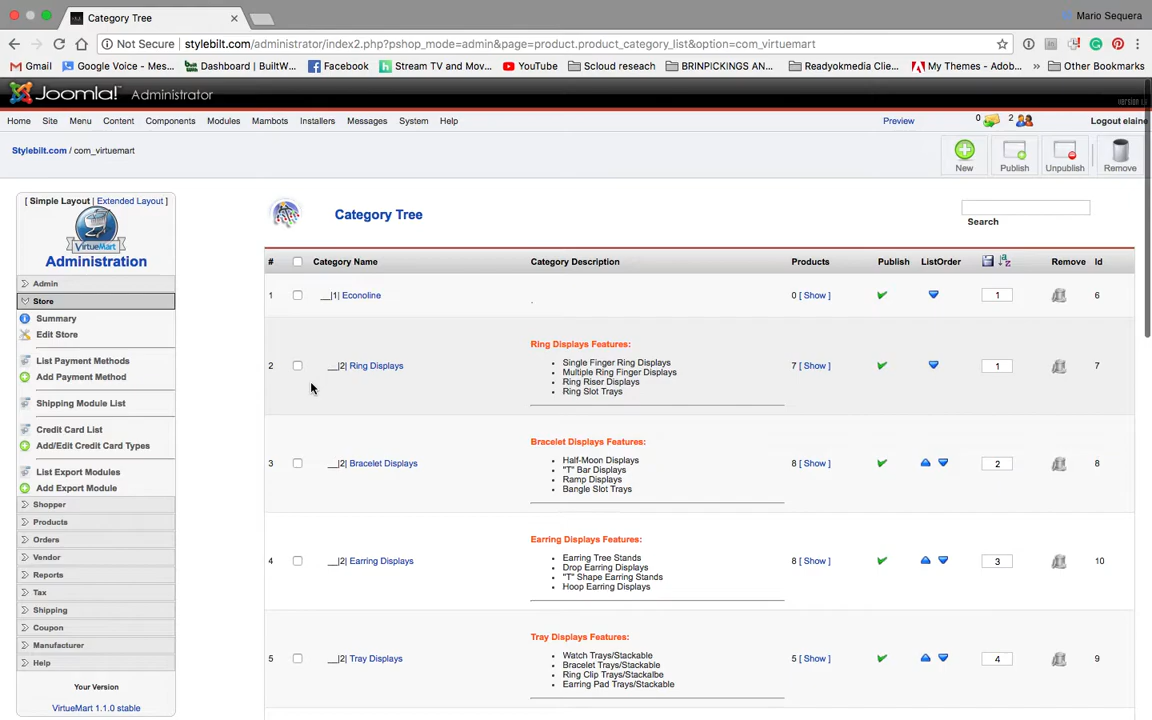 Category Tree
Mario Sequera
Not Secure | stylebilt.com/administrator/index2.php?pshop_mode=admin&page=product.product_category_list&option=com_virtuemart
Gmail Google Voice - Mes... Dashboard | BuiltW... Facebook Stream TV and Mov... YouTube Scloud reseach BRINPICKINGS AN... Readyokmedia Clie... My Themes - Adob... » Other Bookmarks
Joomla! Administrator
Home Site Menu Content Components Modules Mambots Installers Messages System Help Preview 0 2 Logout elaine
Stylebilt.com / com_virtuemart
New Publish Unpublish Remove
[ Simple Layout | Extended Layout ]
VirtueMart
Administration
Admin
Store
Summary
Edit Store
List Payment Methods
Add Payment Method
Shipping Module List
Credit Card List
Add/Edit Credit Card Types
List Export Modules
Add Export Module
Shopper
Products
Orders
Vendor
Reports
Tax
Shipping
Coupon
Manufacturer
Help
Your Version
VirtueMart 1.1.0 stable
Category Tree
Search
# Category Name Category Description Products Publish ListOrder Remove Id
1 __|1| Econoline . 0 [ Show ] 1 6
Ring Displays Features:
Single Finger Ring Displays
2 __|2| Ring Displays 7 [ Show ] 1 7
Multiple Ring Finger Displays
Ring Riser Displays
Ring Slot Trays
Bracelet Displays Features:
Half-Moon Displays
3 __|2| Bracelet Displays 8 [ Show ] 2 8
"T" Bar Displays
Ramp Displays
Bangle Slot Trays
Earring Displays Features:
Earring Tree Stands
4 __|2| Earring Displays 8 [ Show ] 3 10
Drop Earring Displays
"T" Shape Earring Stands
Hoop Earring Displays
Tray Displays Features:
Watch Trays/Stackable
5 __|2| Tray Displays 5 [ Show ] 4 9
Bracelet Trays/Stackable
Ring Clip Trays/Stackalbe
Earring Pad Trays/Stackable